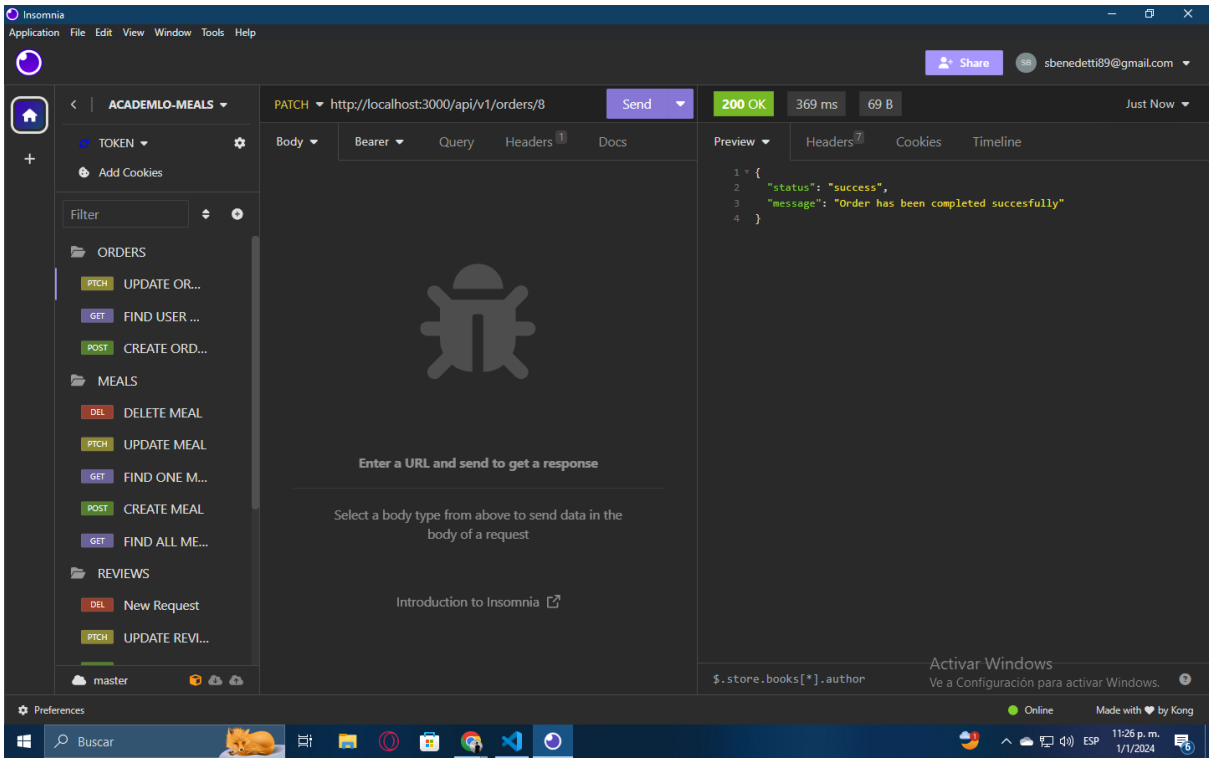 Insomnia
Application File Edit View Window Tools Help
Share
SB
sbenedetti89@gmail.com
ACADEMLO-MEALS
PATCH http://localhost:3000/api/v1/orders/8
Send
200 OK
369 ms
69 B
Just Now
TOKEN
Body
Bearer
Query
Headers 1
Docs
Preview
Headers 7
Cookies
Timeline
Add Cookies
Filter
1 {
2 "status": "success",
3 "message": "Order has been completed succesfully"
4 }
ORDERS
PTCH UPDATE OR...
GET FIND USER ...
POST CREATE ORD...
MEALS
DEL DELETE MEAL
PTCH UPDATE MEAL
GET FIND ONE M...
POST CREATE MEAL
GET FIND ALL ME...
REVIEWS
DEL New Request
PTCH UPDATE REVI...
Enter a URL and send to get a response
Select a body type from above to send data in the
body of a request
Introduction to Insomnia
master
$.store.books[*].author
Activar Windows
Ve a Configuración para activar Windows.
Preferences
Online
Made with ♥ by Kong
Buscar
ESP
11:26 p. m.
1/1/2024
6